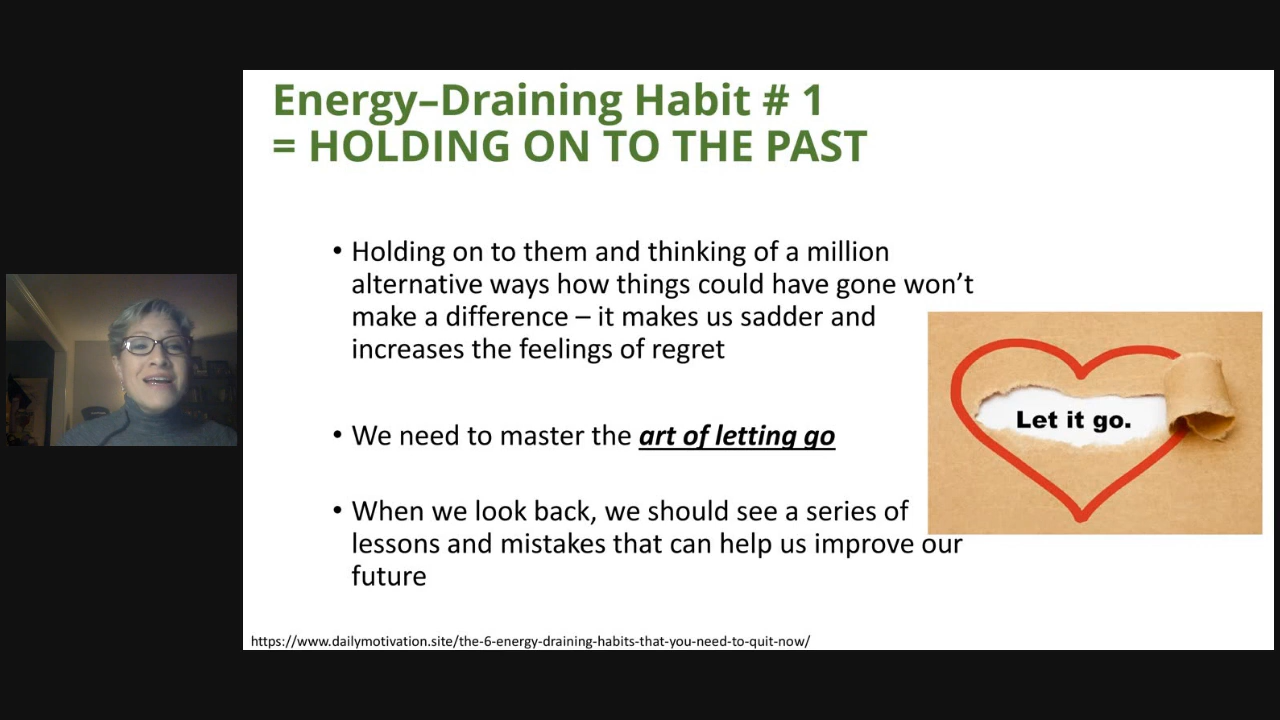 Energy–Draining Habit # 1
= HOLDING ON TO THE PAST
• Holding on to them and thinking of a million
alternative ways how things could have gone won’t
make a difference – it makes us sadder and
increases the feelings of regret
Let it go.
• We need to master the art of letting go
• When we look back, we should see a series of
lessons and mistakes that can help us improve our
future
https://www.dailymotivation.site/the-6-energy-draining-habits-that-you-need-to-quit-now/